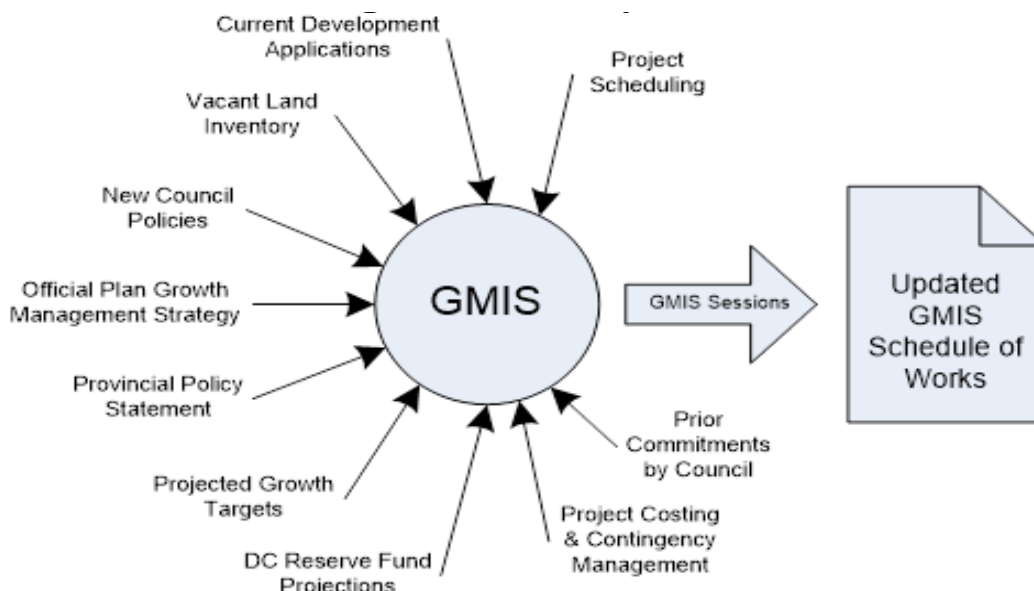 Current Development
Applications
Project
Scheduling
Vacant Land
Inventory
New Council
Policies
Official Plan Growth
Management Strategy
Provincial Policy
Statement
Projected Growth
Targets
DC Reserve Fund
Projections
Project Costing
& Contingency
Management
Prior
Commitments
by Council
GMIS
GMIS Sessions
Updated
GMIS
Schedule of
Works